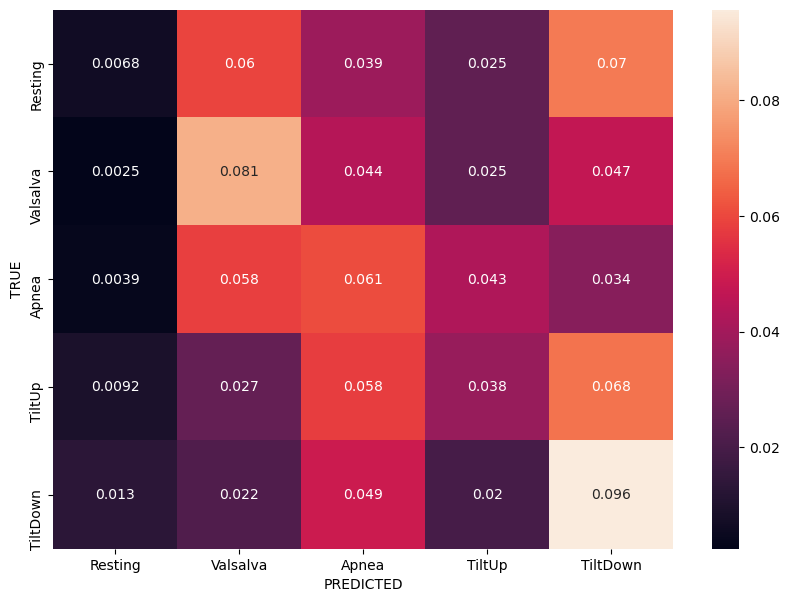 Resting 0.0068 0.06 0.039 0.025 0.07
Valsalva 0.0025 0.081 0.044 0.025 0.047
Apnea 0.0039 0.058 0.061 0.043 0.034
TiltUp 0.0092 0.027 0.058 0.038 0.068
TiltDown 0.013 0.022 0.049 0.02 0.096
TRUE
Resting Valsalva Apnea TiltUp TiltDown
PREDICTED
0.08
0.06
0.04
0.02